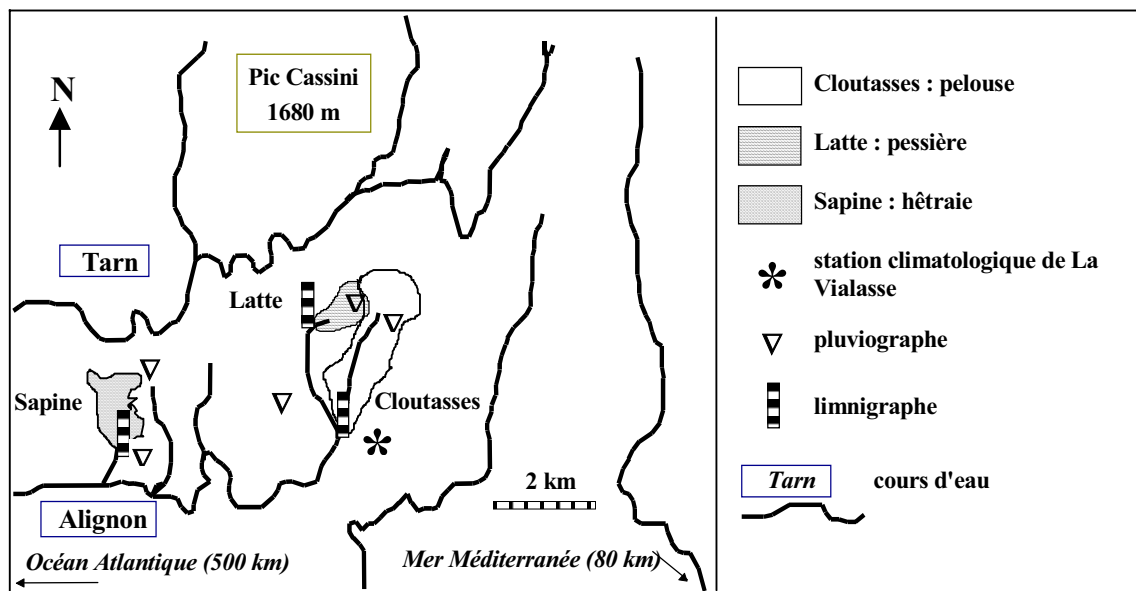 Pic Cassini
1680 m
N
Tarn
Latte
Sapine
Cloutasses
2 km
Alignon
Océan Atlantique (500 km)
Mer Méditerranée (80 km)
Cloutasses : pelouse
Latte : pessière
Sapine : hêtraie
station climatologique de La
Vialasse
pluviographe
limnigraphe
Tarn
cours d'eau